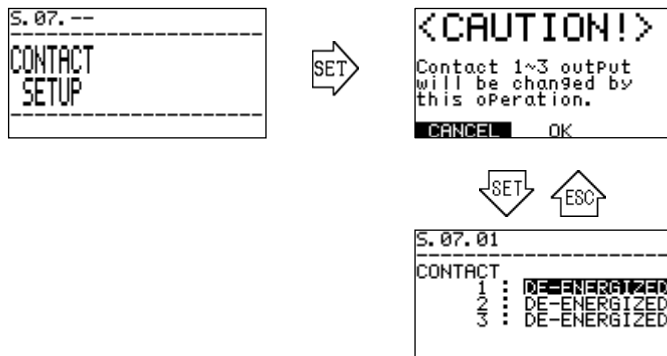 S.07.--
CONTACT
SETUP
SET
<CAUTION!>
Contact 1~3 output
will be changed by
this operation.
CANCEL OK
SET
ESC
S.07.01
CONTACT
1 : DE-ENERGIZED
2 : DE-ENERGIZED
3 : DE-ENERGIZED